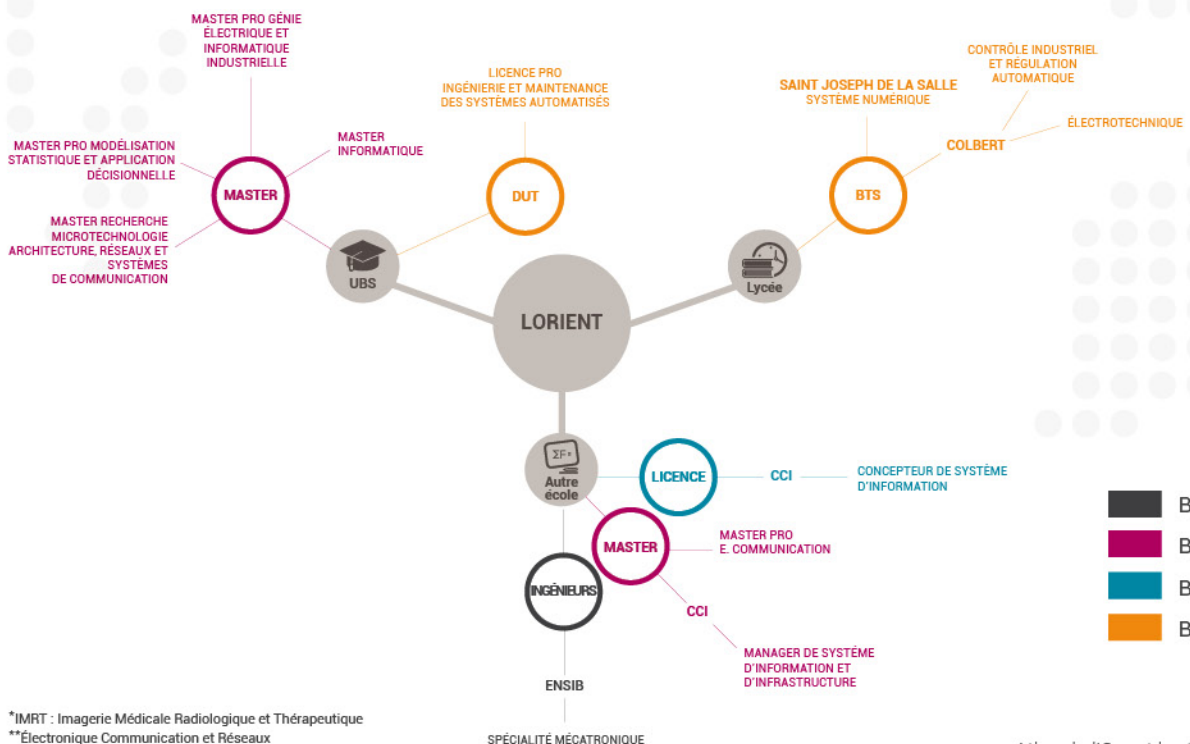 MASTER PRO GÉNIE
ÉLECTRIQUE ET
INFORMATIQUE
INDUSTRIELLE
MASTER PRO MODÉLISATION
STATISTIQUE ET APPLICATION
DÉCISIONNELLE
MASTER
INFORMATIQUE
MASTER RECHERCHE
MICROTECHNOLOGIE
ARCHITECTURE, RÉSEAUX ET
SYSTÈMES
DE COMMUNICATION
MASTER
UBS
LICENCE PRO
INGÉNIERIE ET MAINTENANCE
DES SYSTÈMES AUTOMATISÉS
DUT
LORIENT
SAINT JOSEPH DE LA SALLE
SYSTÈME NUMÉRIQUE
CONTRÔLE INDUSTRIEL
ET RÉGULATION
AUTOMATIQUE
ÉLECTROTECHNIQUE
COLBERT
BTS
Lycée
ΣF
Autre
école
LICENCE
CCI
CONCEPTEUR DE SYSTÈME
D'INFORMATION
MASTER
MASTER PRO
E. COMMUNICATION
CCI
MANAGER DE SYSTÉME
D'INFORMATION ET
D'INFRASTRUCTURE
INGÉNIEURS
ENSIB
SPÉCIALITÉ MÉCATRONIQUE
B
B
B
B
*IMRT : Imagerie Médicale Radiologique et Thérapeutique
**Électronique Communication et Réseaux